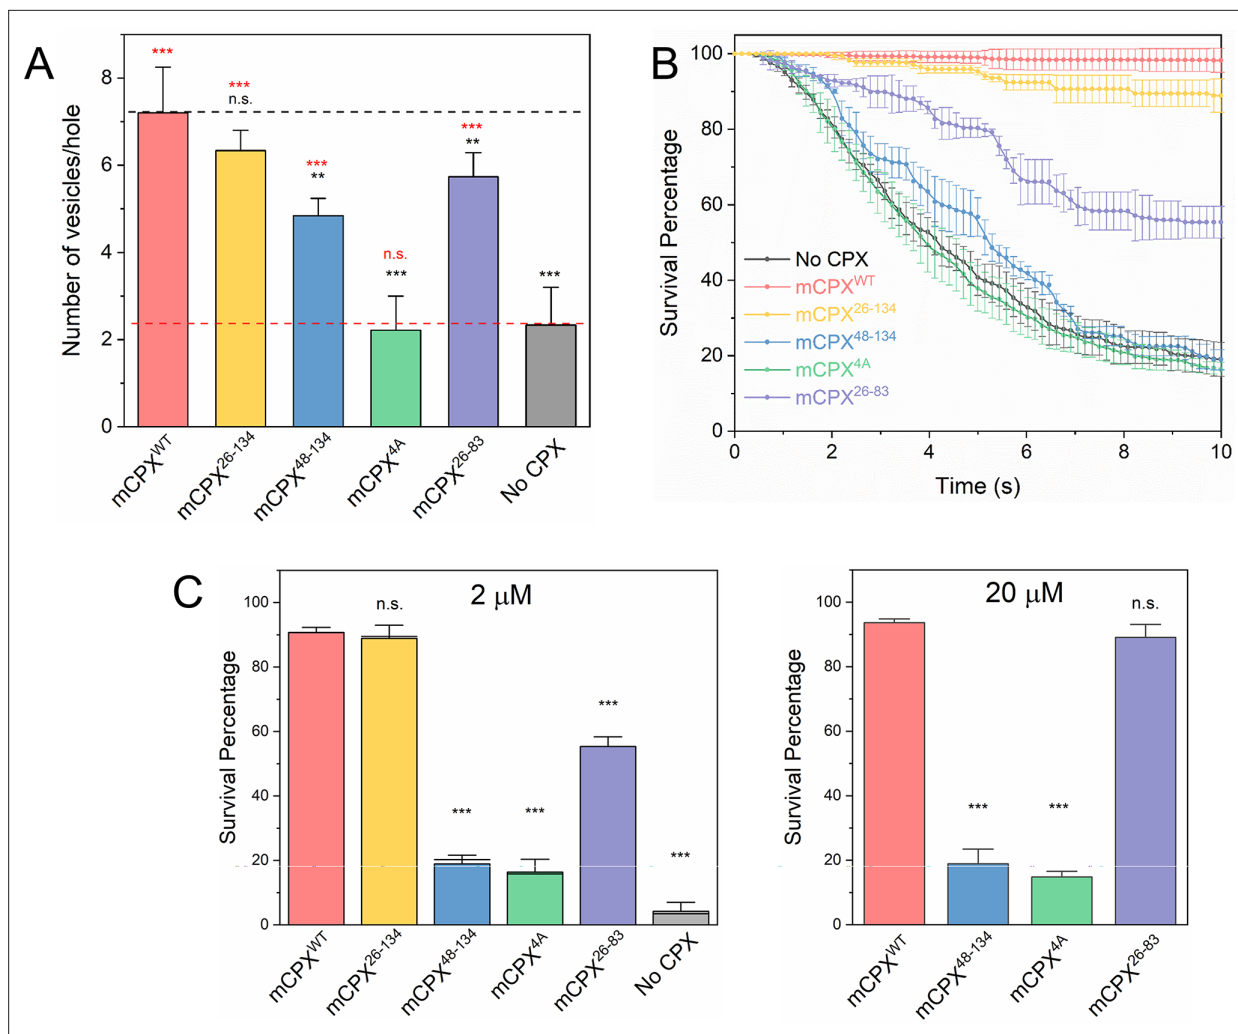 A
Number of vesicles/hole
8
6
4
2
0
***
***
n.s.
***
**
n.s.
***
***
**
***
mCPX^WT
mCPX^26-134
mCPX^48-134
mCPX^4A
mCPX^26-83
No CPX
B
Survival Percentage
100
80
60
40
20
0
No CPX
mCPX^WT
mCPX^26-134
mCPX^48-134
mCPX^4A
mCPX^26-83
0 2 4 6 8 10
Time (s)
C
2 μM
Survival Percentage
100
80
60
40
20
0
n.s.
***
***
***
***
mCPX^WT
mCPX^26-134
mCPX^48-134
mCPX^4A
mCPX^26-83
No CPX
20 μM
Survival Percentage
100
80
60
40
20
0
***
***
n.s.
mCPX^WT
mCPX^48-134
mCPX^4A
mCPX^26-83